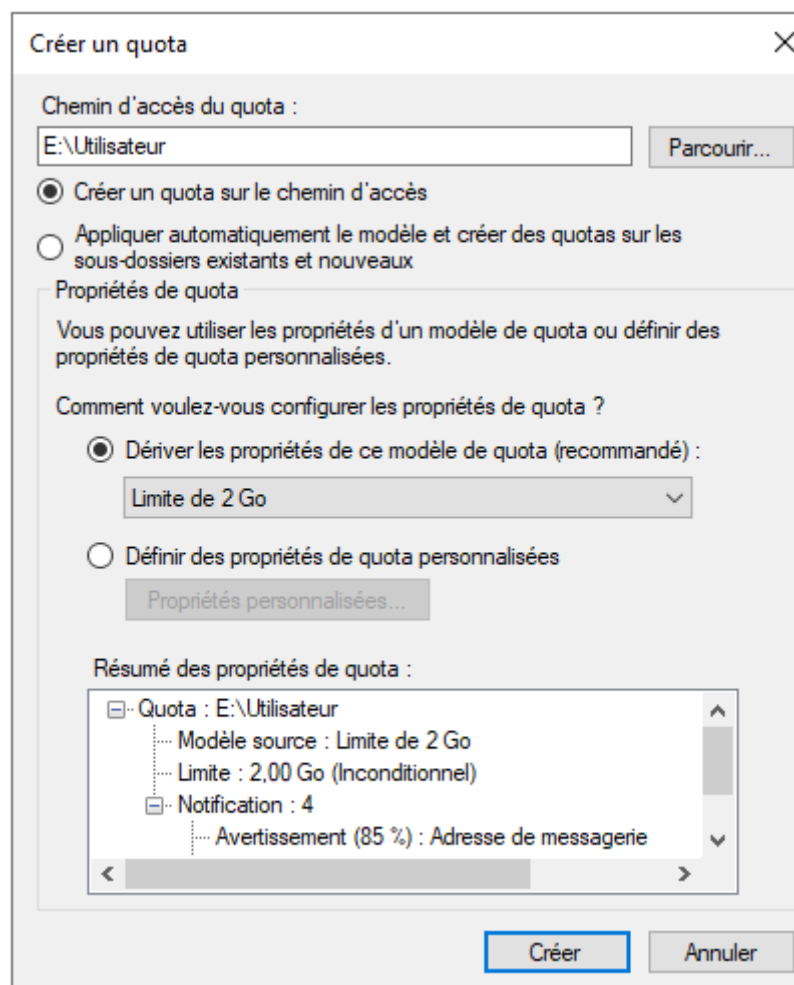 Créer un quota
Chemin d'accès du quota :
E:\Utilisateur
Parcourir...
Créer un quota sur le chemin d'accès
Appliquer automatiquement le modèle et créer des quotas sur les
sous-dossiers existants et nouveaux
Propriétés de quota
Vous pouvez utiliser les propriétés d'un modèle de quota ou définir des
propriétés de quota personnalisées.
Comment voulez-vous configurer les propriétés de quota ?
Dériver les propriétés de ce modèle de quota (recommandé) :
Limite de 2 Go
Définir des propriétés de quota personnalisées
Propriétés personnalisées...
Résumé des propriétés de quota :
Quota : E:\Utilisateur
Modèle source : Limite de 2 Go
Limite : 2,00 Go (Inconditionnel)
Notification : 4
Avertissement (85 %) : Adresse de messagerie
Créer
Annuler